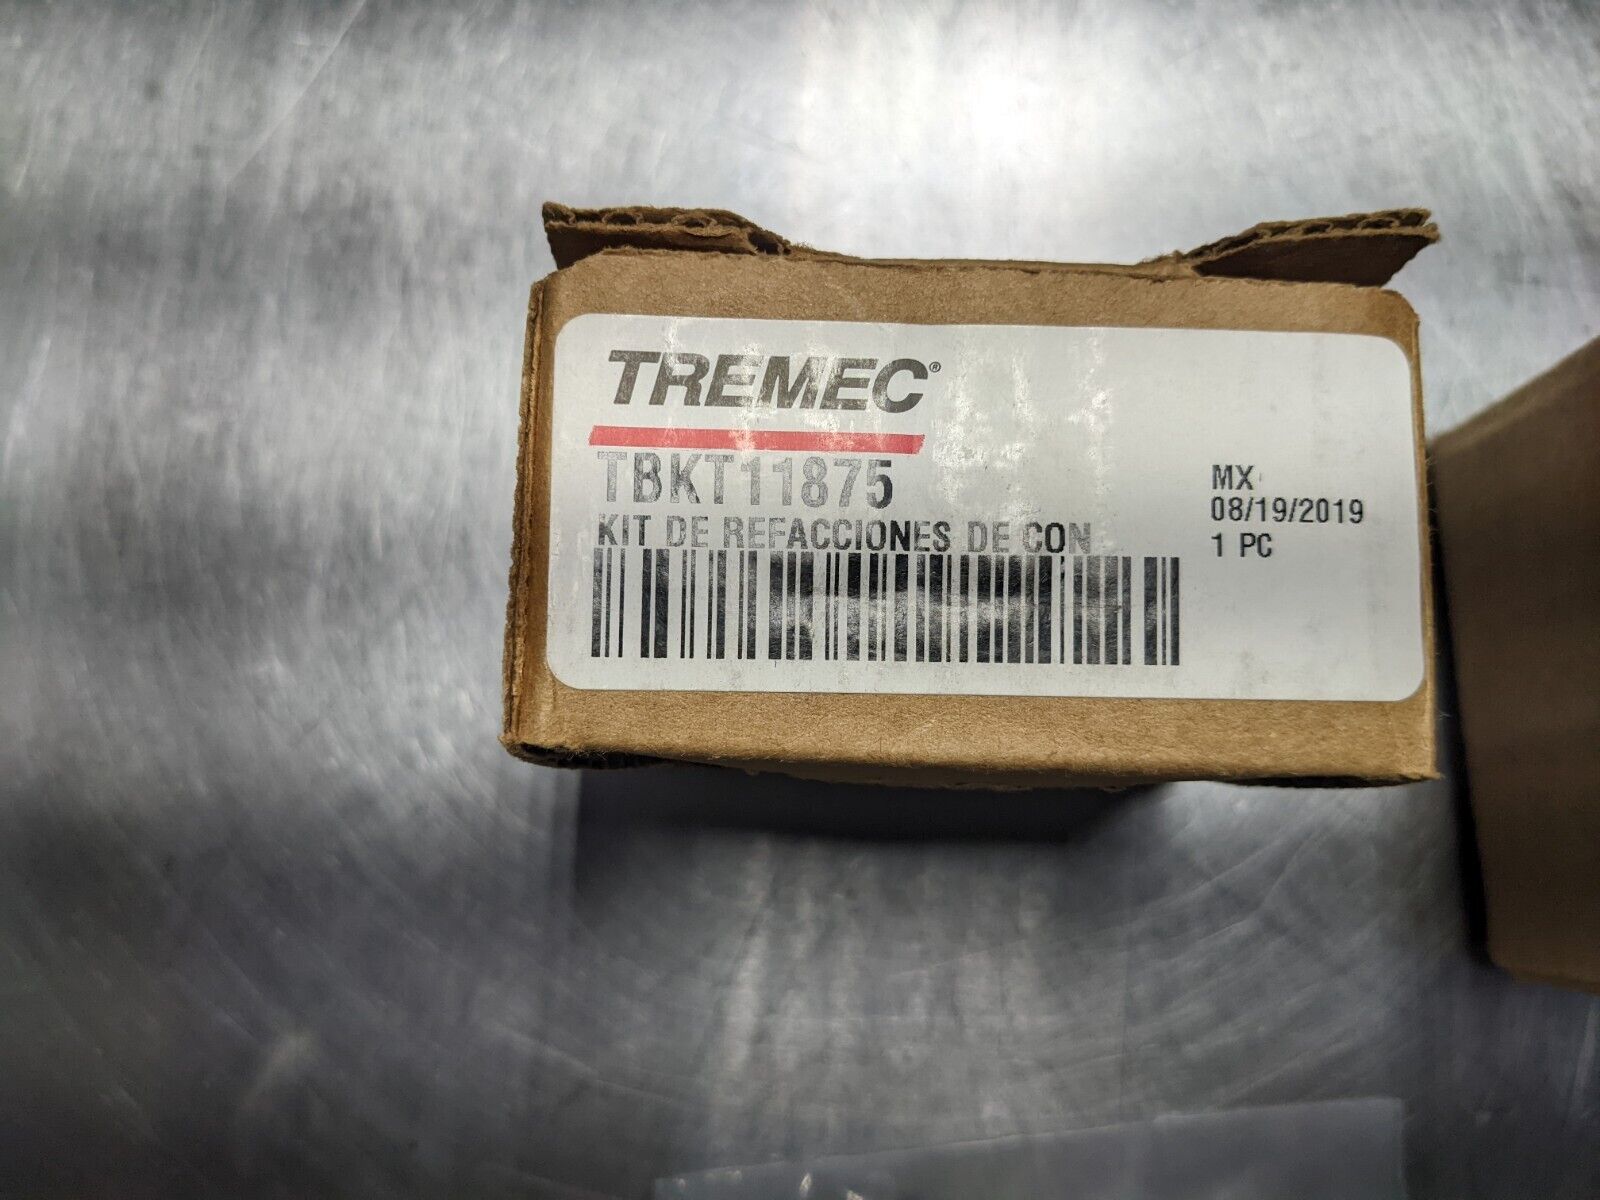 TREMEC®
TBKT11875
KIT DE REFACCIONES DE CON
MX
08/19/2019
1 PC